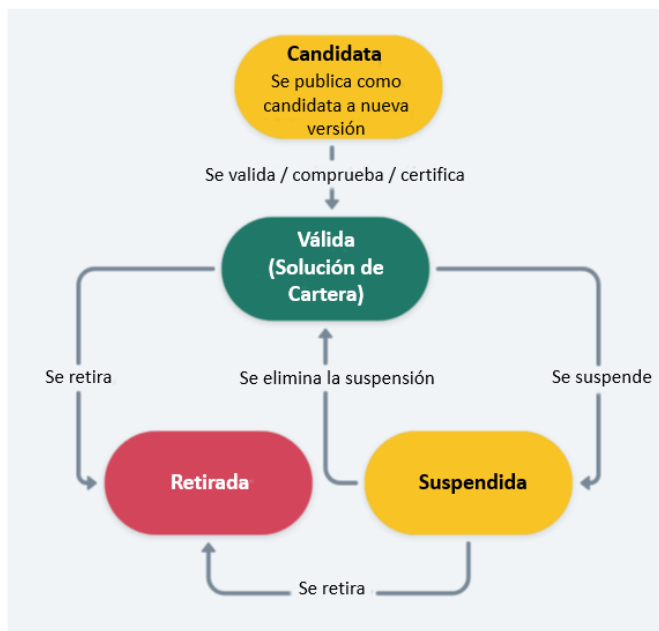 Candidata
Se publica como
candidata a nueva
versión
Se valida / comprueba / certifica
Válida
(Solución de
Cartera)
Se retira
Se elimina la suspensión
Se suspende
Retirada
Suspendida
Se retira